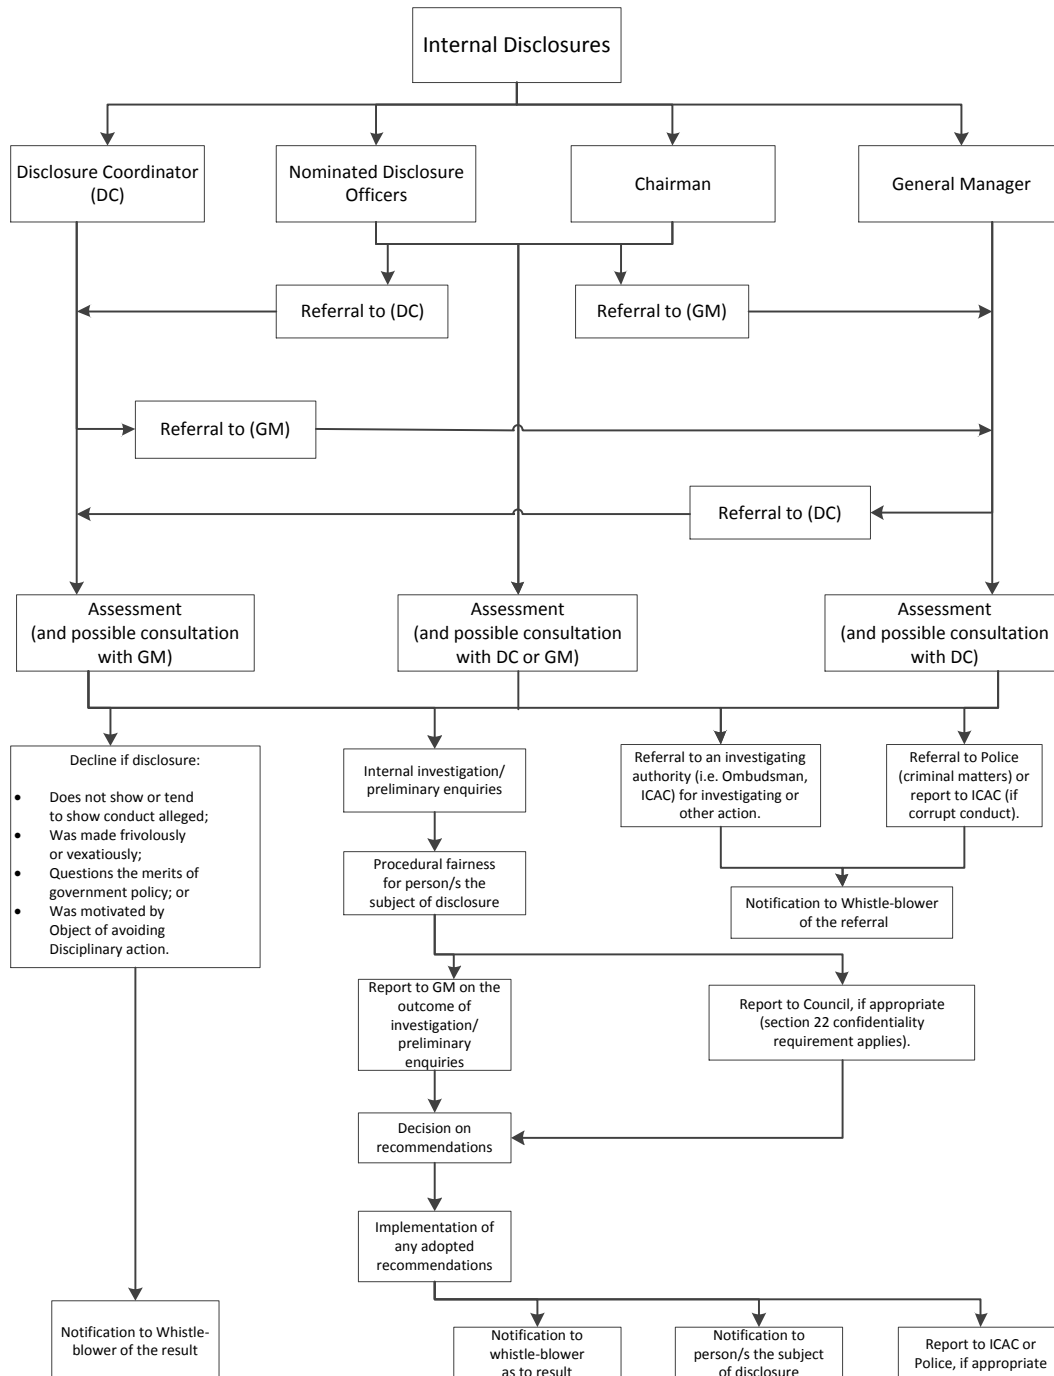 Internal Disclosures
Disclosure Coordinator
(DC)
Nominated Disclosure
Officers
Chairman
General Manager
Referral to (DC)
Referral to (GM)
Referral to (GM)
Referral to (DC)
Assessment
(and possible consultation
with GM)
Assessment
(and possible consultation
with DC or GM)
Assessment
(and possible consultation
with DC)
Decline if disclosure:
• Does not show or tend
to show conduct alleged;
• Was made frivolously
or vexatiously;
• Questions the merits of
government policy; or
• Was motivated by
Object of avoiding
Disciplinary action.
Internal investigation/
preliminary enquiries
Referral to an investigating
authority (i.e. Ombudsman,
ICAC) for investigating or
other action.
Referral to Police
(criminal matters) or
report to ICAC (if
corrupt conduct).
Procedural fairness
for person/s the
subject of disclosure
Notification to Whistle-blower
of the referral
Report to GM on the
outcome of
investigation/
preliminary
enquiries
Report to Council, if appropriate
(section 22 confidentiality
requirement applies).
Decision on
recommendations
Implementation of
any adopted
recommendations
Notification to Whistle-
blower of the result
Notification to
whistle-blower
as to result
Notification to
person/s the subject
of disclosure
Report to ICAC or
Police, if appropriate